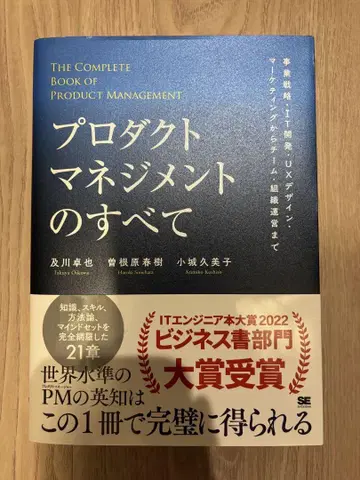 THE COMPLETE
BOOK OF
PRODUCT MANAGEMENT
事業戦略・IT開発・UXデザイン・
マーケティングからチーム・組織運営まで
プロダクト
マネジメント
のすべて
及川卓也 曽根原春樹 小城久美子
Takuya Oikawa Haruki Sonehara Kumiko Koshiro
知識、スキル、
方法論、
マインドセットを
完全網羅した
21章
ITエンジニア本大賞2022
ビジネス書部門
大賞受賞
世界水準の
PMの英知は
この1冊で完璧に得られる
SE
SHOEISHA